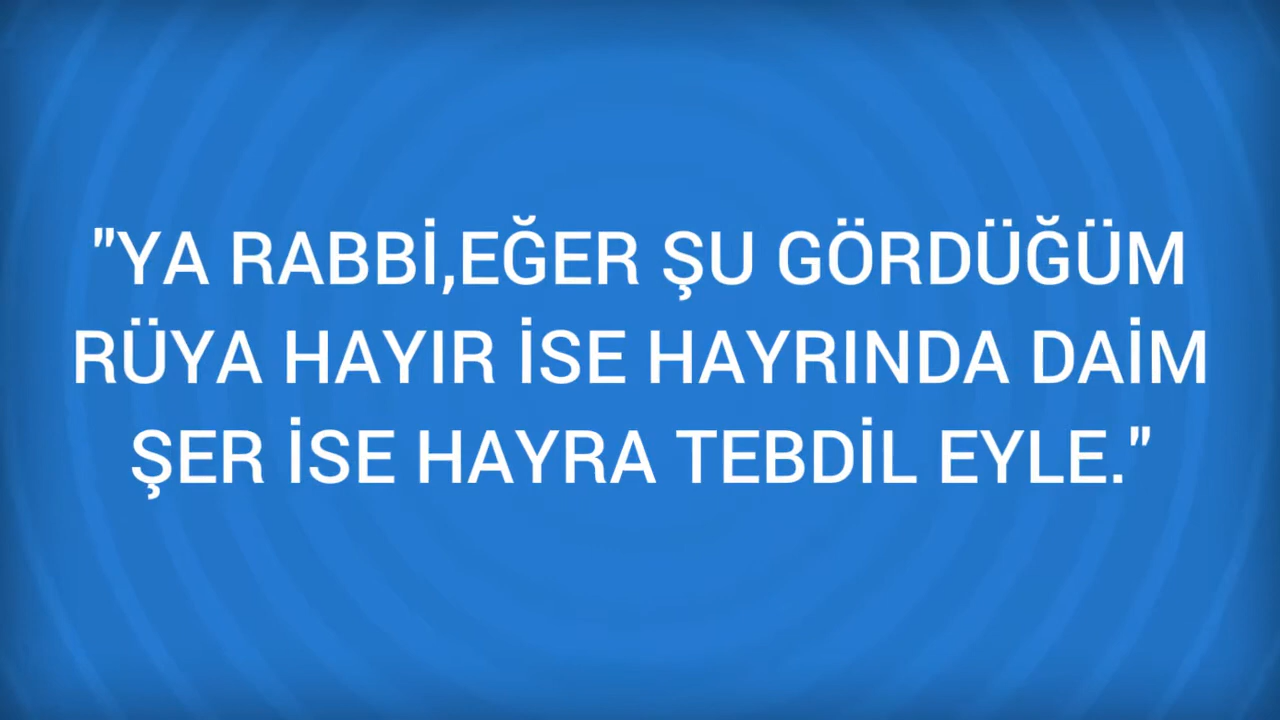 "YA RABBİ,EĞER ŞU GÖRDÜĞÜM
RÜYA HAYIR İSE HAYRINDA DAİM
ŞER İSE HAYRA TEBDİL EYLE."